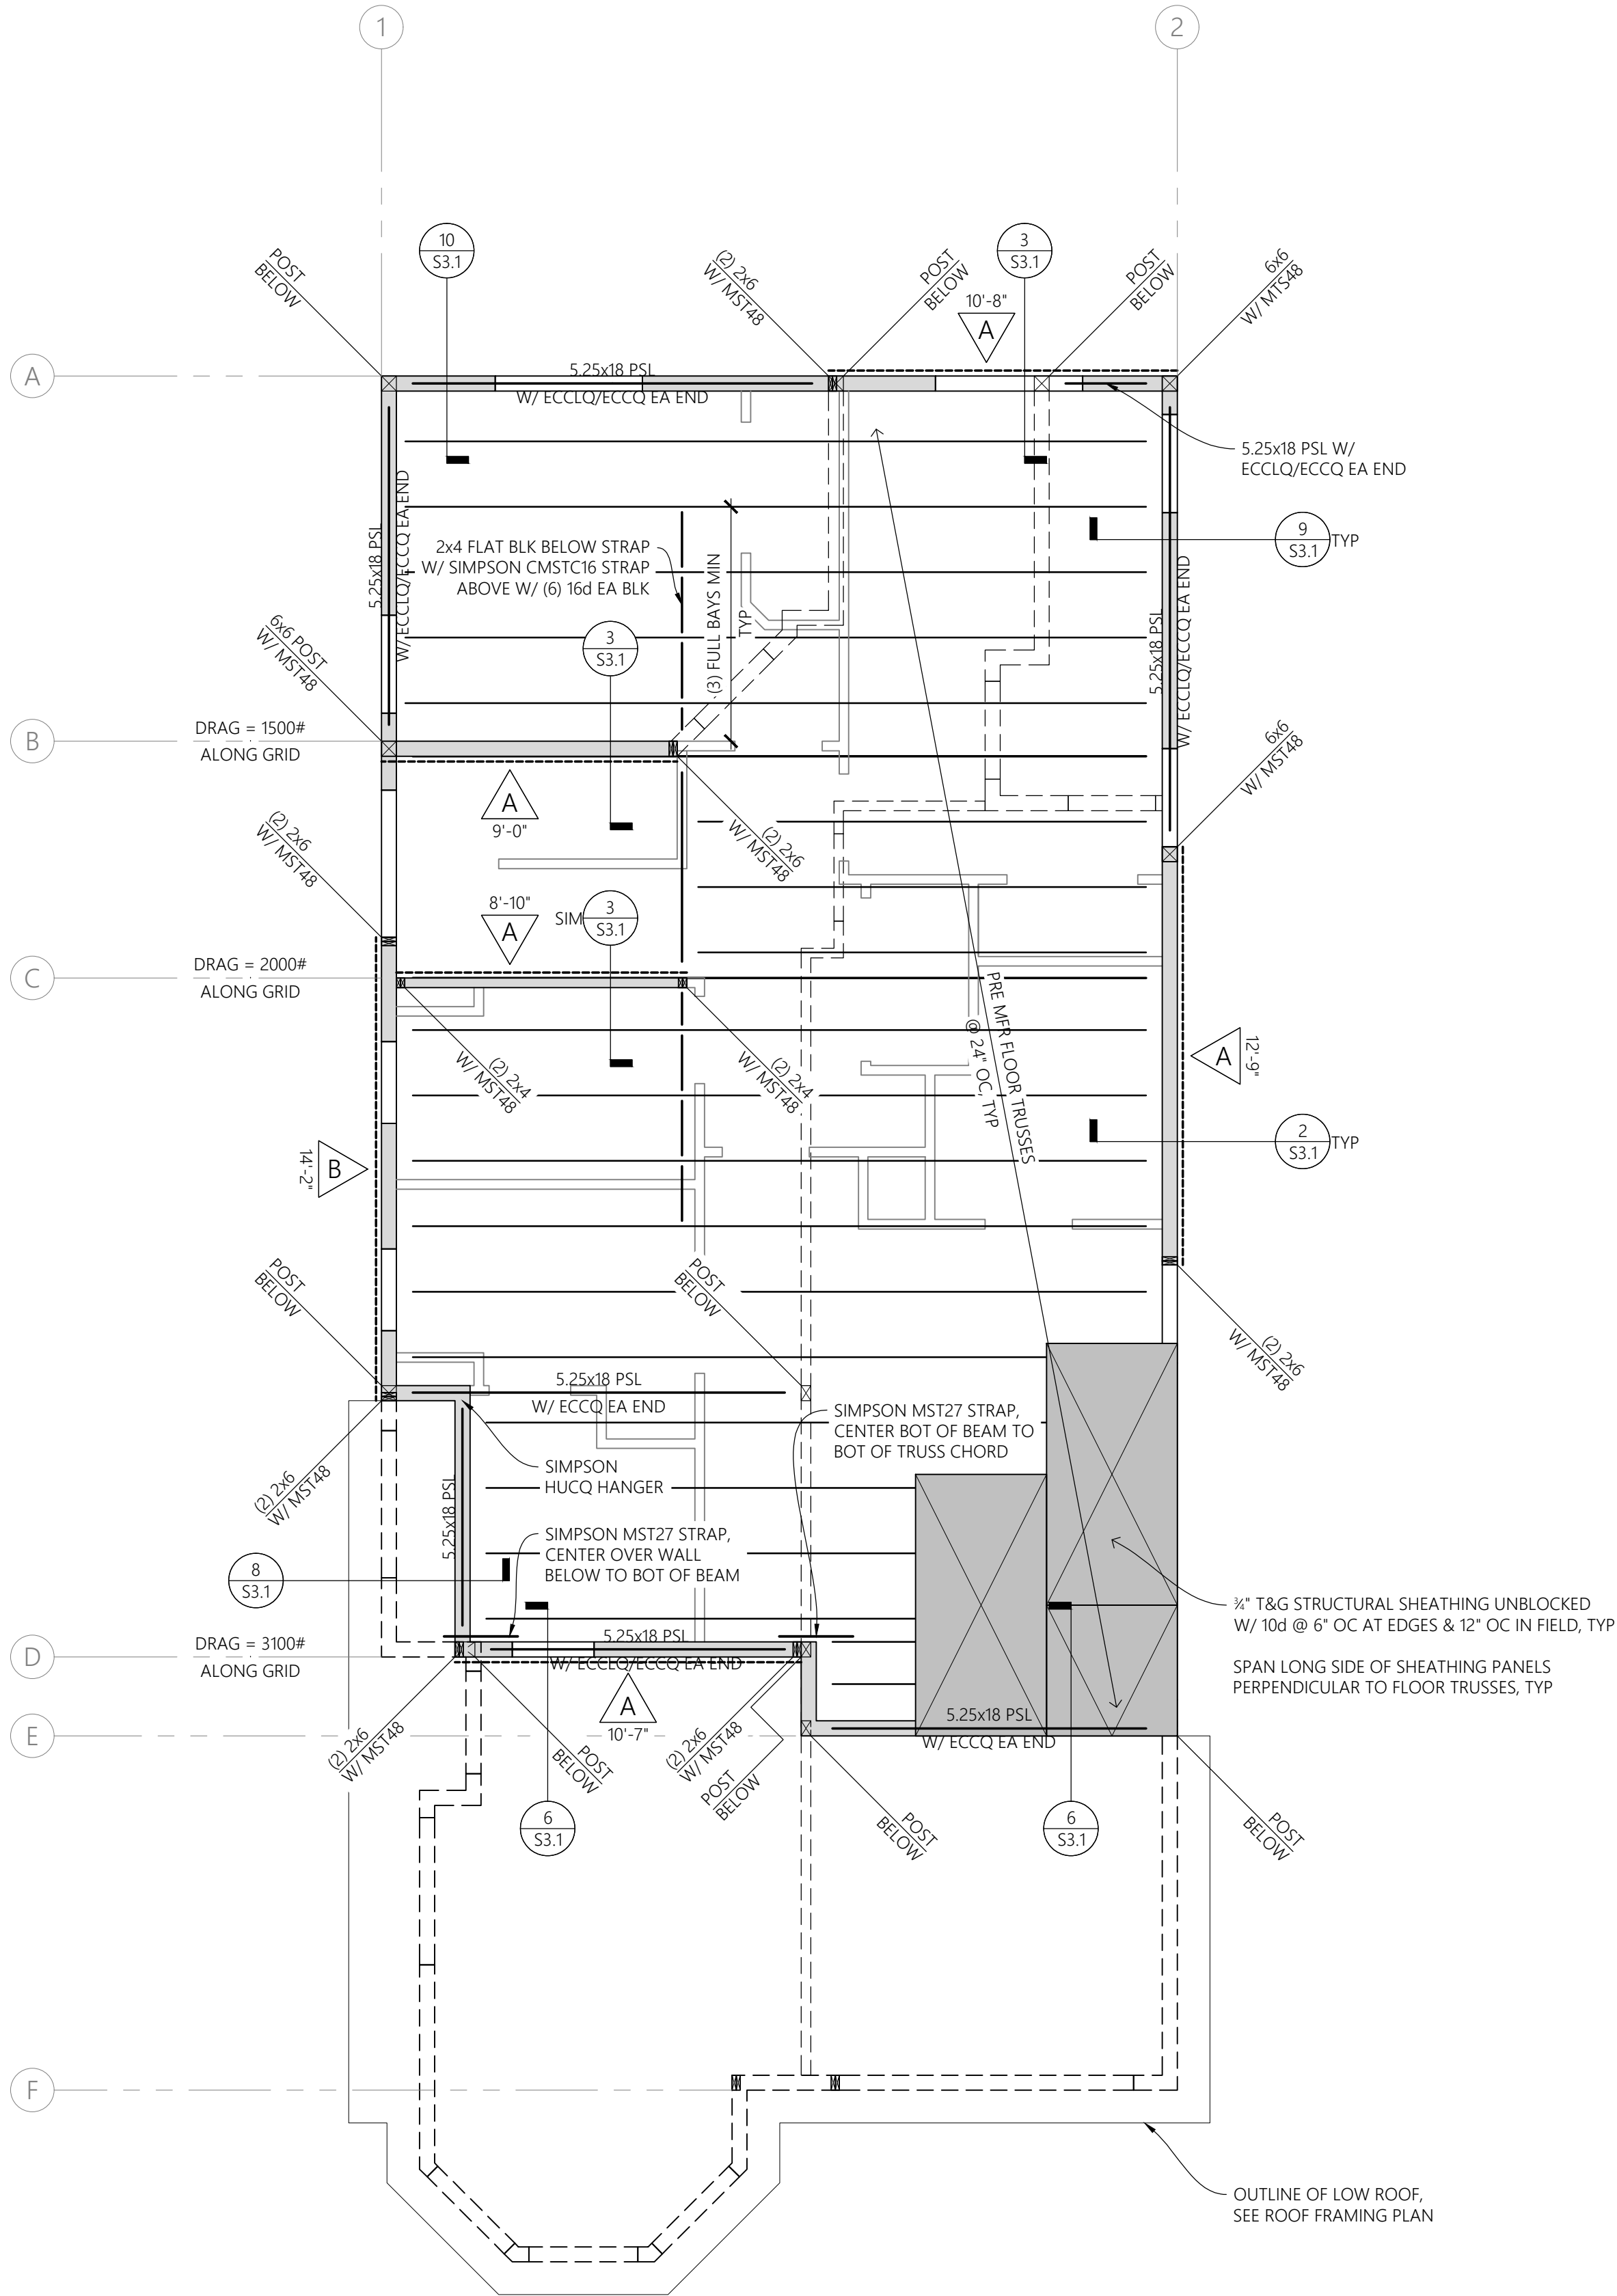 1
2
10
S3.1
3
S3.1
POST
BELOW
(2) 2x6
W/ MST48
POST
BELOW
10'-8"
A
POST
BELOW
6x6
W/ MTS48
A
5.25x18 PSL
W/ ECCLQ/ECCQ EA END
5.25x18 PSL W/
ECCLQ/ECCQ EA END
5.25x18 PSL
W/ ECCLQ/ECCQ EA END
2x4 FLAT BLK BELOW STRAP
W/ SIMPSON CMSTC16 STRAP
ABOVE W/ (6) 16d EA BLK
(3) FULL BAYS MIN
TYP
9
S3.1
TYP
5.25x18 PSL
W/ ECCLQ/ECCQ EA END
3
S3.1
6x6 POST
W/ MST48
B
DRAG = 1500#
ALONG GRID
6x6
W/ MST48
A
9'-0"
(2) 2x6
W/ MST48
(2) 2x6
W/ MST48
8'-10"
A
SIM
3
S3.1
C
DRAG = 2000#
ALONG GRID
PRE MFR FLOOR TRUSSES
@ 24" OC, TYP
(2) 2x4
W/ MST48
(2) 2x4
W/ MST48
A
12'-9"
2
S3.1
TYP
B
14'-2"
POST
BELOW
POST
BELOW
(2) 2x6
W/ MST48
5.25x18 PSL
W/ ECCQ EA END
SIMPSON MST27 STRAP,
CENTER BOT OF BEAM TO
BOT OF TRUSS CHORD
SIMPSON
HUCQ HANGER
(2) 2x6
W/ MST48
5.25x18 PSL
SIMPSON MST27 STRAP,
CENTER OVER WALL
BELOW TO BOT OF BEAM
8
S3.1
¾" T&G STRUCTURAL SHEATHING UNBLOCKED
W/ 10d @ 6" OC AT EDGES & 12" OC IN FIELD, TYP
SPAN LONG SIDE OF SHEATHING PANELS
PERPENDICULAR TO FLOOR TRUSSES, TYP
D
DRAG = 3100#
ALONG GRID
5.25x18 PSL
W/ ECCLQ/ECCQ EA END
A
10'-7"
E
5.25x18 PSL
W/ ECCQ EA END
(2) 2x6
W/ MST48
POST
BELOW
(2) 2x6
W/ MST48
POST
BELOW
POST
BELOW
POST
BELOW
6
S3.1
6
S3.1
F
OUTLINE OF LOW ROOF,
SEE ROOF FRAMING PLAN